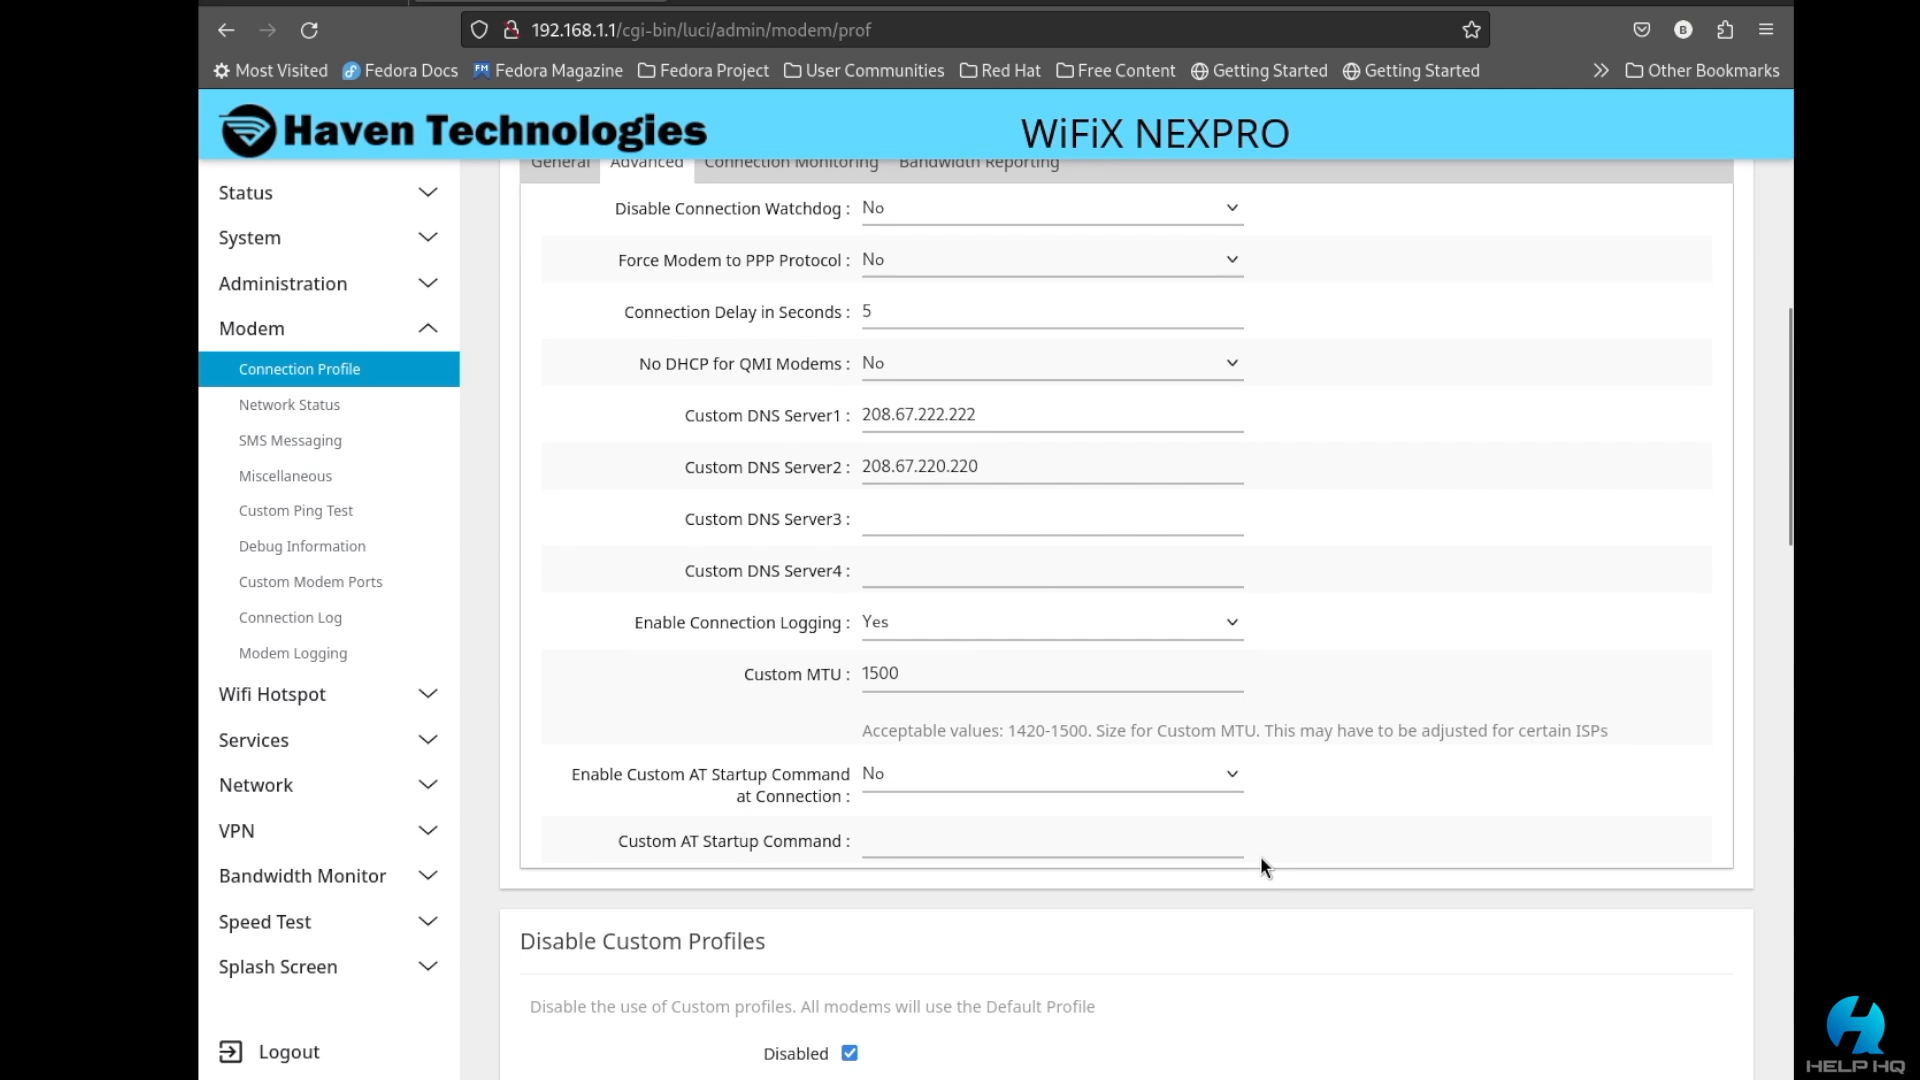 192.168.1.1/cgi-bin/luci/admin/modem/prof
B
Most Visited
Fedora Docs
FM Fedora Magazine
Fedora Project
User Communities
Red Hat
Free Content
Getting Started
Getting Started
Other Bookmarks
Haven Technologies
WiFiX NEXPRO
Status
System
Administration
Modem
Connection Profile
Network Status
SMS Messaging
Miscellaneous
Custom Ping Test
Debug Information
Custom Modem Ports
Connection Log
Modem Logging
Wifi Hotspot
Services
Network
VPN
Bandwidth Monitor
Speed Test
Splash Screen
Logout
General Advanced Connection Monitoring Bandwidth Reporting
Disable Connection Watchdog : No
Force Modem to PPP Protocol : No
Connection Delay in Seconds : 5
No DHCP for QMI Modems : No
Custom DNS Server1 : 208.67.222.222
Custom DNS Server2 : 208.67.220.220
Custom DNS Server3 :
Custom DNS Server4 :
Enable Connection Logging : Yes
Custom MTU : 1500
Acceptable values: 1420-1500. Size for Custom MTU. This may have to be adjusted for certain ISPs
Enable Custom AT Startup Command No
at Connection :
Custom AT Startup Command :
Disable Custom Profiles
Disable the use of Custom profiles. All modems will use the Default Profile
Disabled
HELP HQ